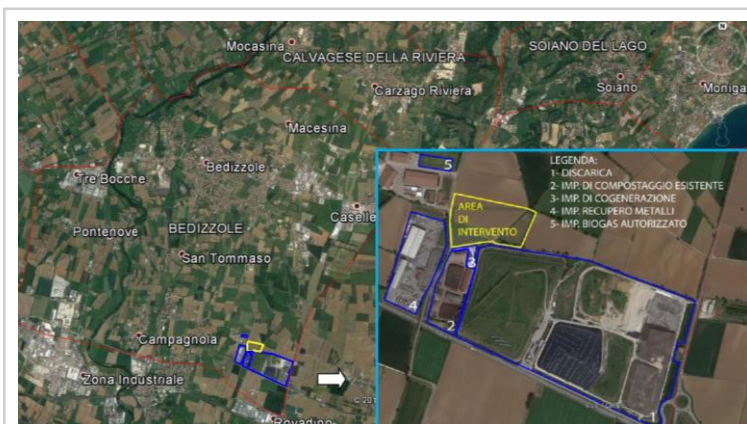 Mocasina
CALVAGESE DELLA RIVIERA
SOIANO DEL LAGO
Carzago Riviera
Soiano
Moniga
Macesina
Bedizzole
Tre Bocche
BEDIZZOLE
Pontenove
Caselle
San Tommaso
Campagnola
Zona Industriale
Rovadino
© 201
LEGENDA:
1- DISCARICA
2- IMP. DI COMPOSTAGGIO ESISTENTE
3- IMP. DI COGENERAZIONE
4- IMP. RECUPERO METALLI
5- IMP. BIOGAS AUTORIZZATO
AREA
DI
INTERVENTO
5
4
3
2
1